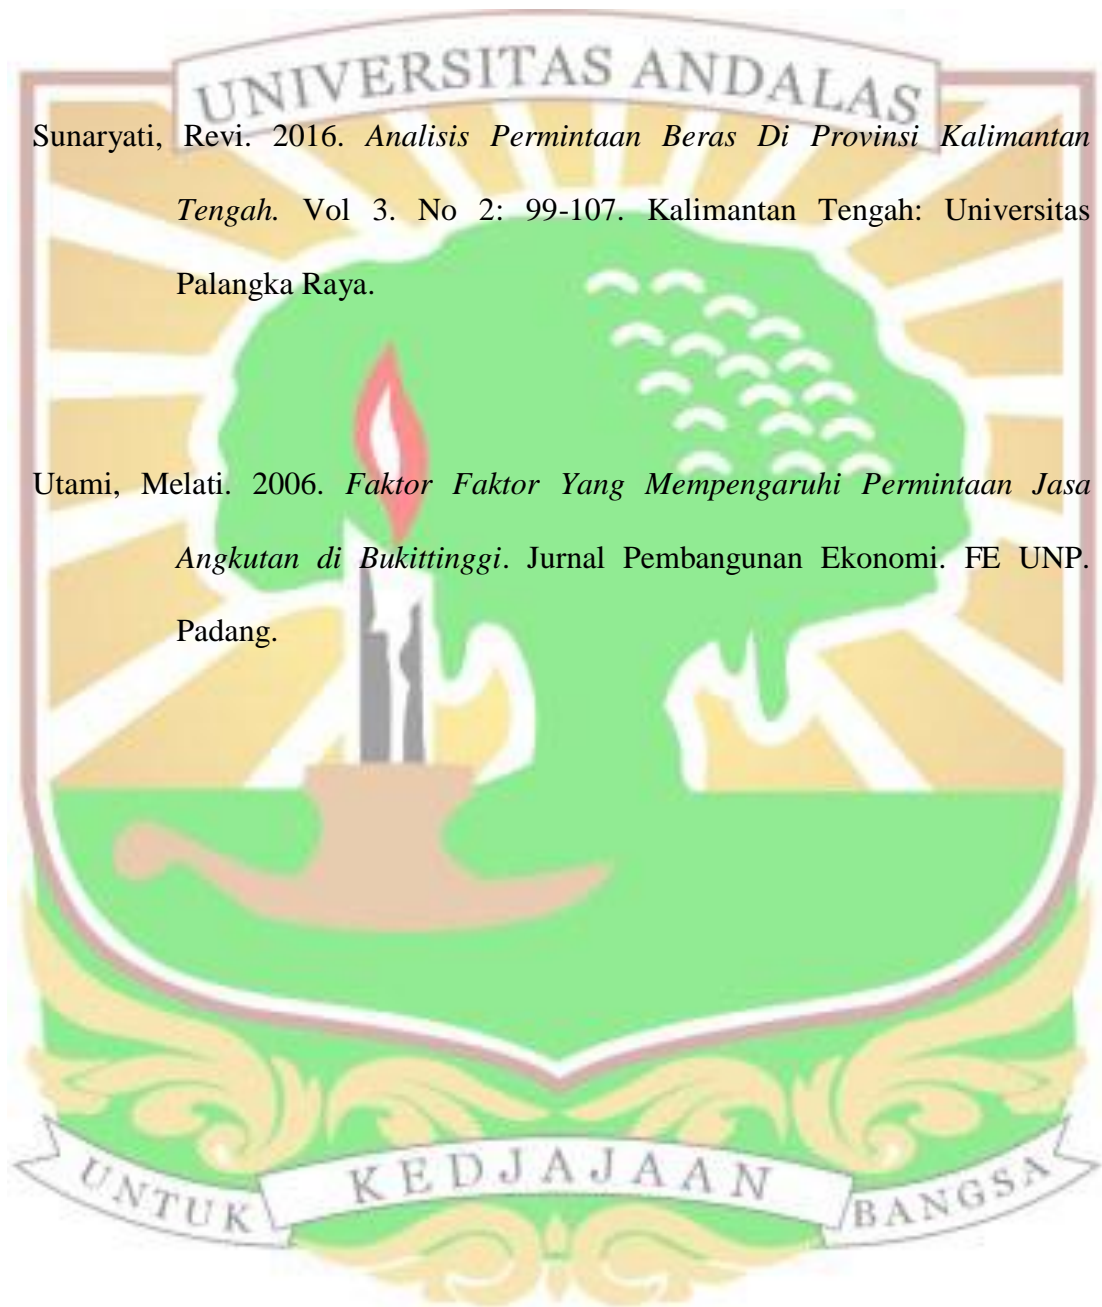 UNIVERSITAS ANDALAS
Sunaryati, Revi. 2016. Analisis Permintaan Beras Di Provinsi Kalimantan
Tengah. Vol 3. No 2: 99-107. Kalimantan Tengah: Universitas
Palangka Raya.
Utami, Melati. 2006. Faktor Faktor Yang Mempengaruhi Permintaan Jasa
Angkutan di Bukittinggi. Jurnal Pembangunan Ekonomi. FE UNP.
Padang.
UNTUK KEDJAJAAN BANGSA